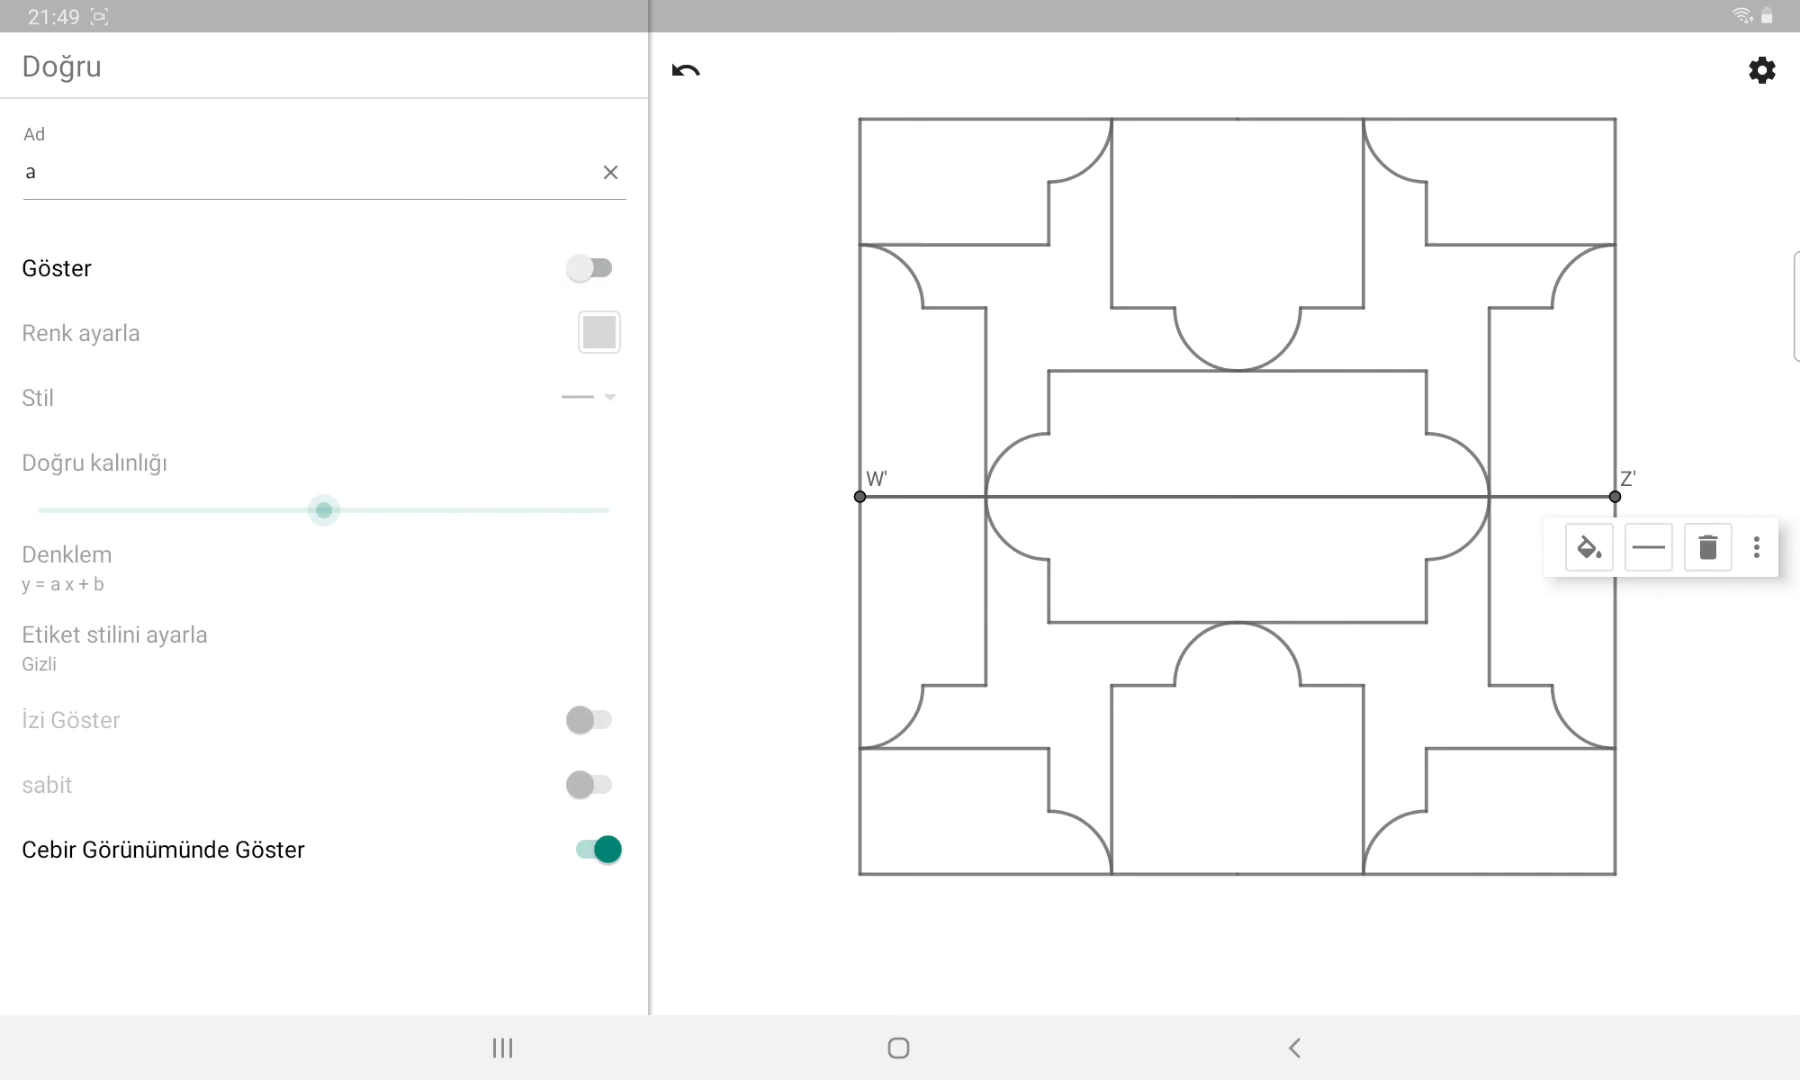 21:49
Doğru
Ad
a
Göster
Renk ayarla
Stil
Doğru kalınlığı
Denklem
y = a x + b
Etiket stilini ayarla
Gizli
İzi Göster
sabit
Cebir Görünümünde Göster
W'
Z'